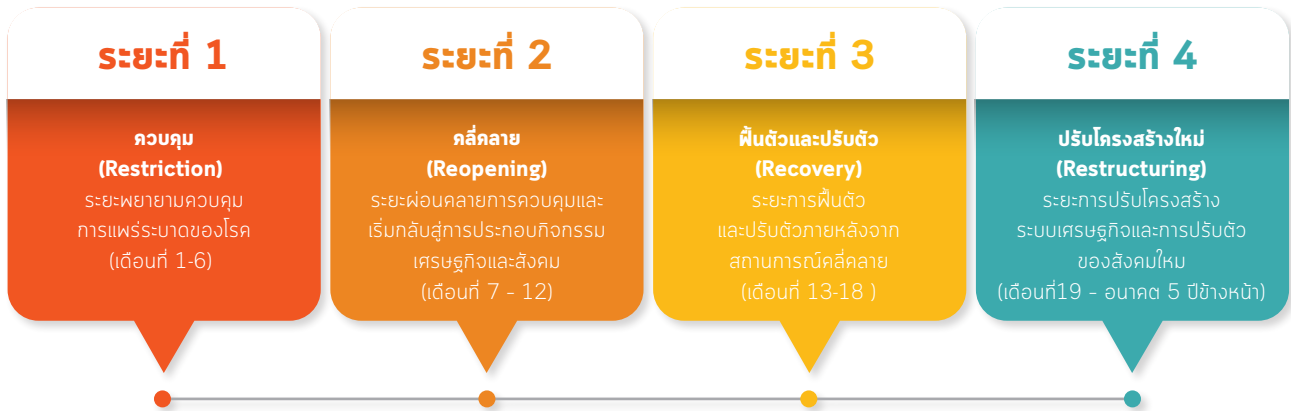 ระยะที่ 1
ควบคุม
(Restriction)
ระยะพยายามควบคุม
การแพร่ระบาดของโรค
(เดือนที่ 1-6)
ระยะที่ 2
คลี่คลาย
(Reopening)
ระยะผ่อนคลายการควบคุมและ
เริ่มกลับสู่การประกอบกิจกรรม
เศรษฐกิจและสังคม
(เดือนที่ 7 - 12)
ระยะที่ 3
ฟื้นตัวและปรับตัว
(Recovery)
ระยะการฟื้นตัว
และปรับตัวภายหลังจาก
สถานการณ์คลี่คลาย
(เดือนที่ 13-18 )
ระยะที่ 4
ปรับโครงสร้างใหม่
(Restructuring)
ระยะการปรับโครงสร้าง
ระบบเศรษฐกิจและการปรับตัว
ของสังคมใหม
(เดือนที่19 - อนาคต 5 ปีข้างหน้า)